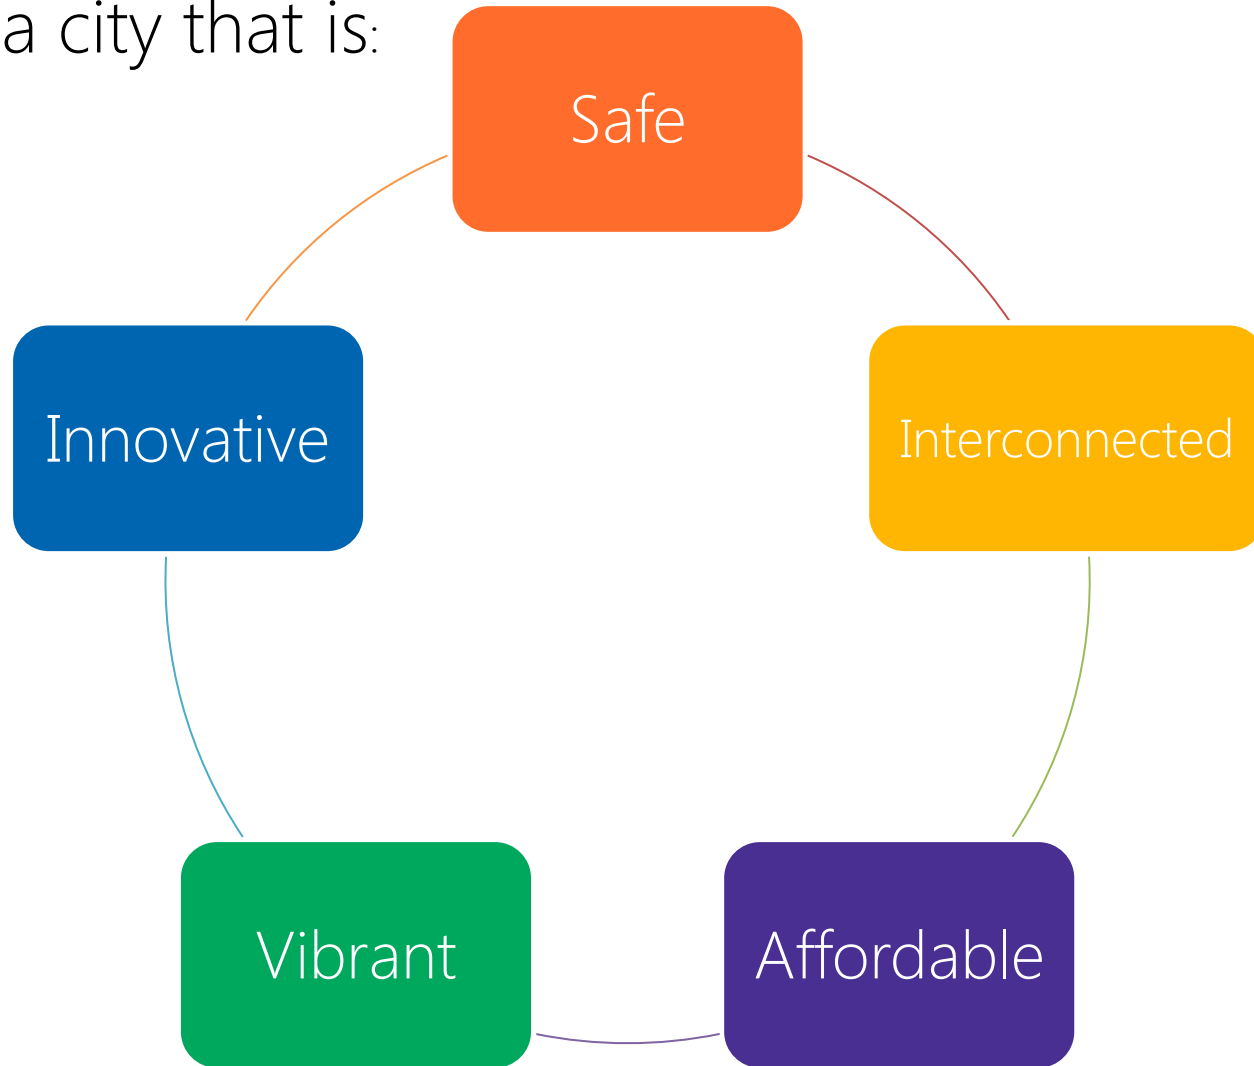 a city that is:
Safe
Innovative
Interconnected
Vibrant
Affordable